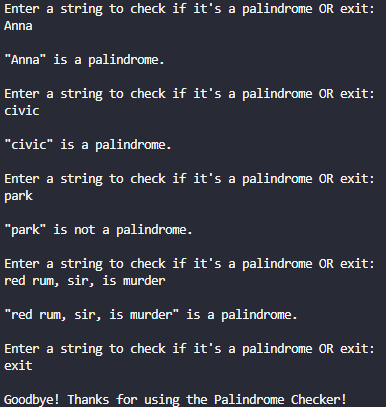 Enter a string to check if it's a palindrome OR exit:
Anna
"Anna" is a palindrome.
Enter a string to check if it's a palindrome OR exit:
civic
"civic" is a palindrome.
Enter a string to check if it's a palindrome OR exit:
park
"park" is not a palindrome.
Enter a string to check if it's a palindrome OR exit:
red rum, sir, is murder
"red rum, sir, is murder" is a palindrome.
Enter a string to check if it's a palindrome OR exit:
exit
Goodbye! Thanks for using the Palindrome Checker!